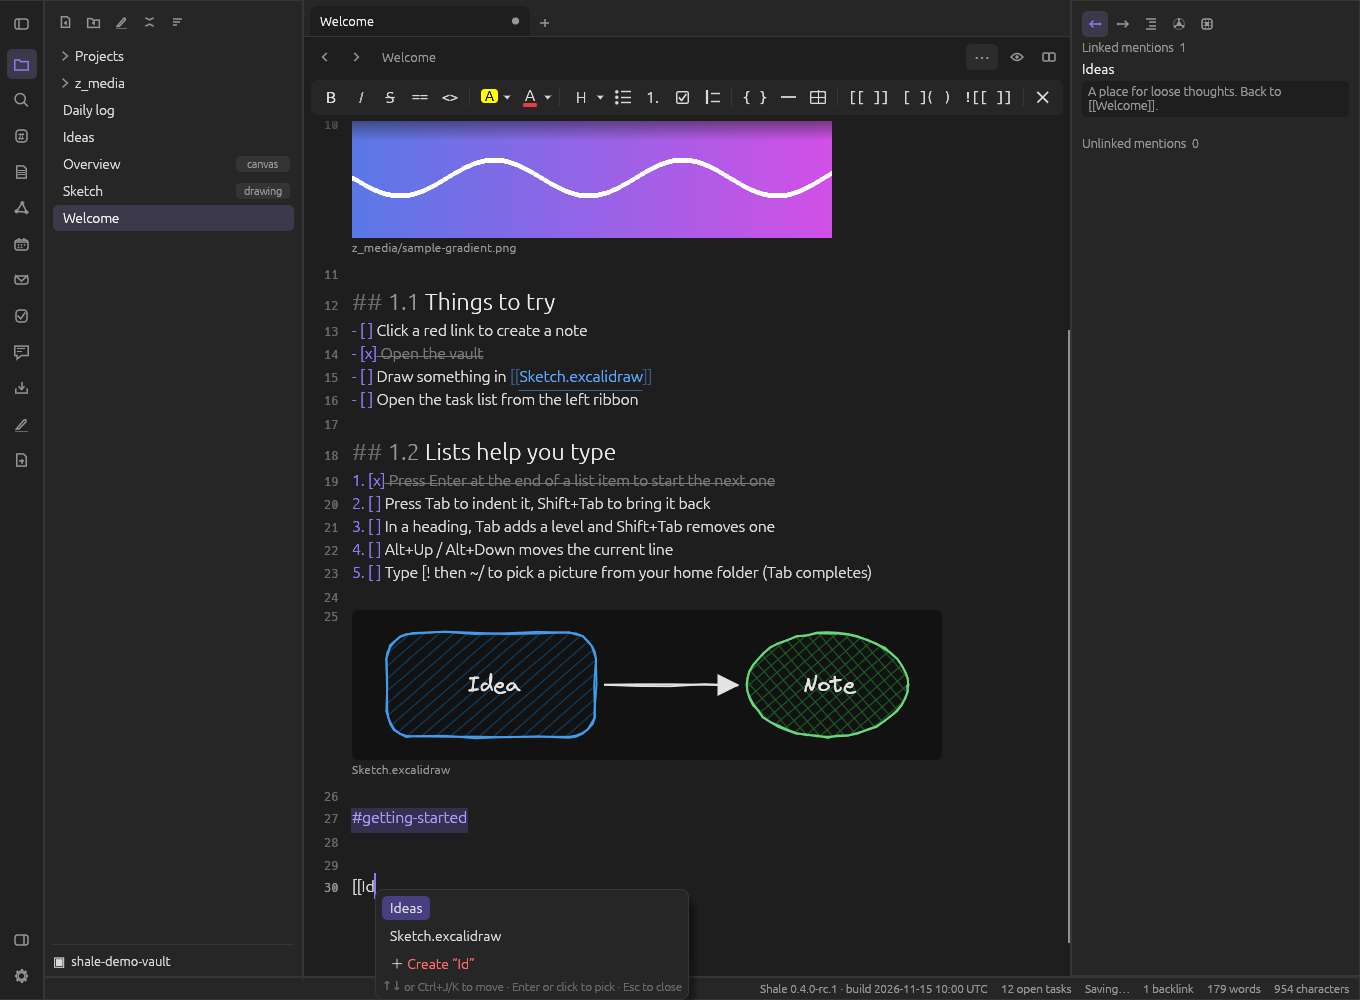 Projects
z_media
Daily log
Ideas
Overview canvas
Sketch drawing
Welcome
shale-demo-vault
Welcome
Welcome
B I S == <> A A H 1. { } — [[ ]] [ ]( ) ![[ ]]
10
z_media/sample-gradient.png
11
12 ## 1.1 Things to try
13 - [ ] Click a red link to create a note
14 - [x] Open the vault
15 - [ ] Draw something in [[Sketch.excalidraw]]
16 - [ ] Open the task list from the left ribbon
17
18 ## 1.2 Lists help you type
19 1. [x] Press Enter at the end of a list item to start the next one
20 2. [ ] Press Tab to indent it, Shift+Tab to bring it back
21 3. [ ] In a heading, Tab adds a level and Shift+Tab removes one
22 4. [ ] Alt+Up / Alt+Down moves the current line
23 5. [ ] Type [! then ~/ to pick a picture from your home folder (Tab completes)
24
25
Idea Note
Sketch.excalidraw
26
27 #getting-started
28
29
30 [[Id
Ideas
Sketch.excalidraw
+ Create “Id”
↑↓ or Ctrl+J/K to move · Enter or click to pick · Esc to close
Linked mentions 1
Ideas
A place for loose thoughts. Back to
[[Welcome]].
Unlinked mentions 0
Shale 0.4.0-rc.1 · build 2026-11-15 10:00 UTC 12 open tasks Saving… 1 backlink 179 words 954 characters